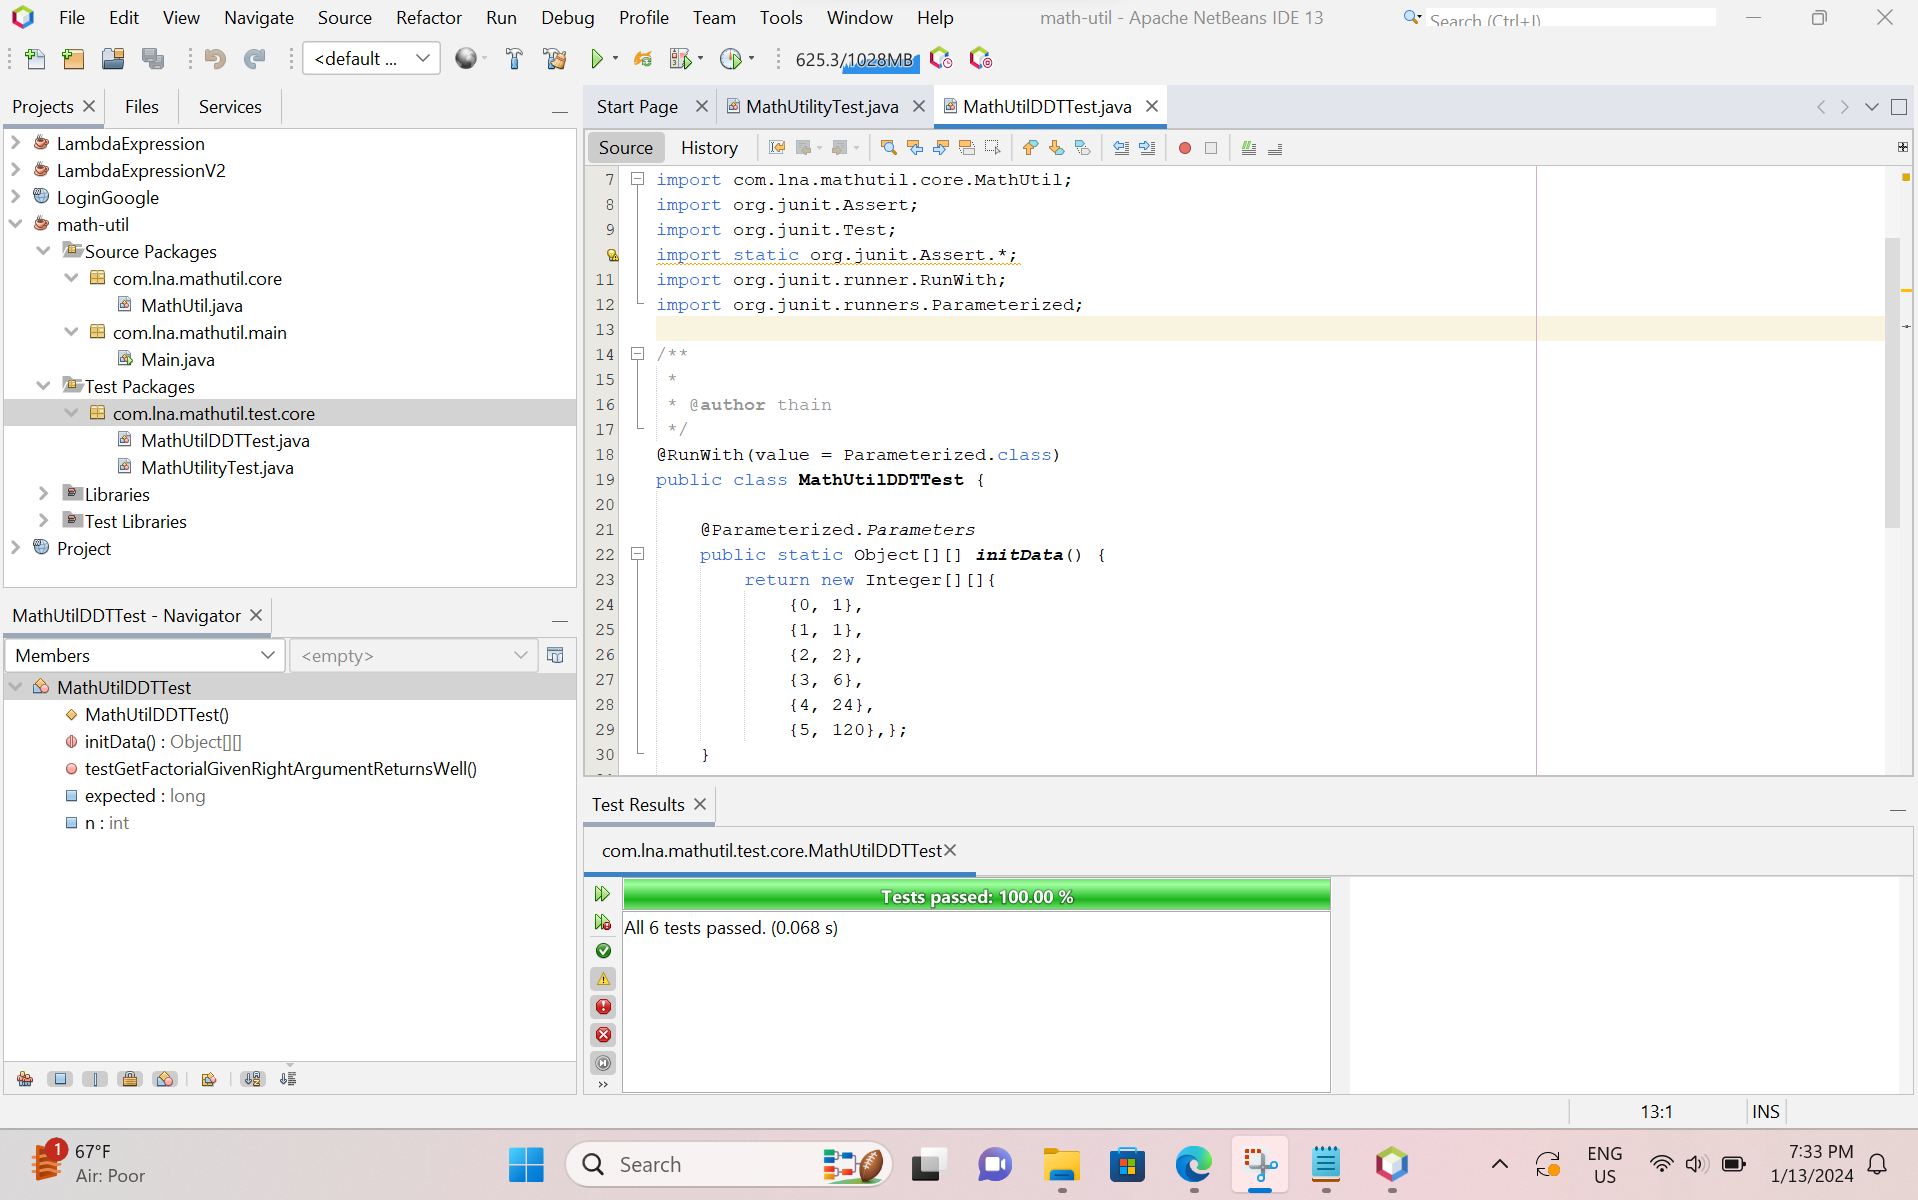 File Edit View Navigate Source Refactor Run Debug Profile Team Tools Window Help
math-util - Apache NetBeans IDE 13
Search (Ctrl+I)
<default ...
625.3/1028MB
Projects Files Services
LambdaExpression
LambdaExpressionV2
LoginGoogle
math-util
Source Packages
com.lna.mathutil.core
MathUtil.java
com.lna.mathutil.main
Main.java
Test Packages
com.lna.mathutil.test.core
MathUtilDDTTest.java
MathUtilityTest.java
Libraries
Test Libraries
Project
MathUtilDDTTest - Navigator
Members
<empty>
MathUtilDDTTest
MathUtilDDTTest()
initData() : Object[][]
testGetFactorialGivenRightArgumentReturnsWell()
expected : long
n : int
Start Page MathUtilityTest.java MathUtilDDTTest.java
Source History
7 import com.lna.mathutil.core.MathUtil;
8 import org.junit.Assert;
9 import org.junit.Test;
import static org.junit.Assert.*;
11 import org.junit.runner.RunWith;
12 import org.junit.runners.Parameterized;
13
14 /**
15 *
16 * @author thain
17 */
18 @RunWith(value = Parameterized.class)
19 public class MathUtilDDTTest {
20
21 @Parameterized.Parameters
22 public static Object[][] initData() {
23 return new Integer[][]{
24 {0, 1},
25 {1, 1},
26 {2, 2},
27 {3, 6},
28 {4, 24},
29 {5, 120},};
30 }
Test Results
com.lna.mathutil.test.core.MathUtilDDTTest
Tests passed: 100.00 %
All 6 tests passed. (0.068 s)
13:1 INS
1
67°F
Air: Poor
Search
ENG
US
7:33 PM
1/13/2024